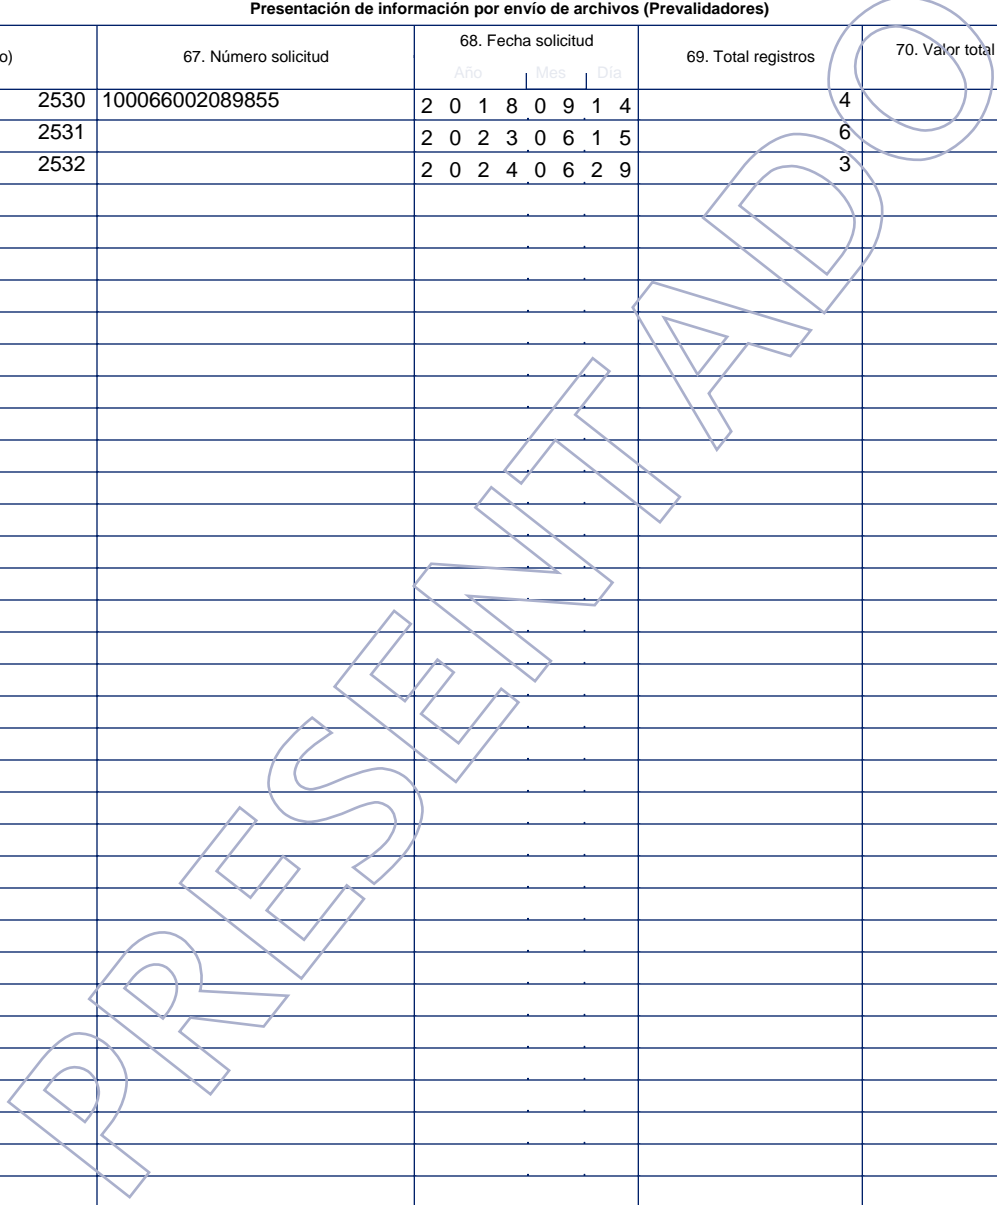 Presentación de información por envío de archivos (Prevalidadores)
o) 67. Número solicitud 68. Fecha solicitud 69. Total registros 70. Valor total
Año Mes Día
2530 100066002089855 2 0 1 8 0 9 1 4 4
2531 2 0 2 3 0 6 1 5 6
2532 2 0 2 4 0 6 2 9 3
PRESENTADO